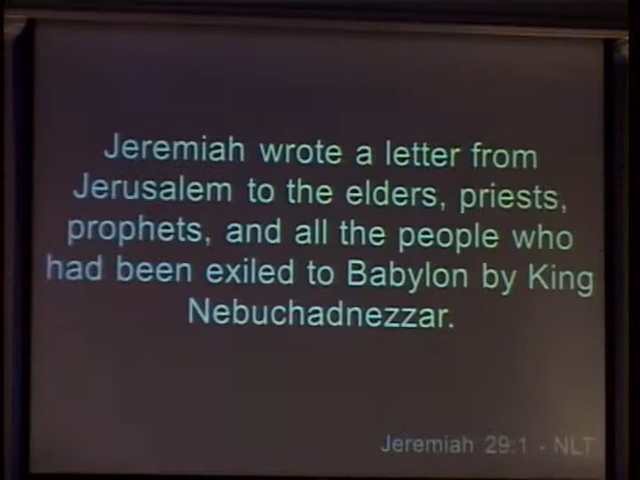 Jeremiah wrote a letter from
Jerusalem to the elders, priests,
prophets, and all the people who
had been exiled to Babylon by King
Nebuchadnezzar.
Jeremiah 29:1 - NLT